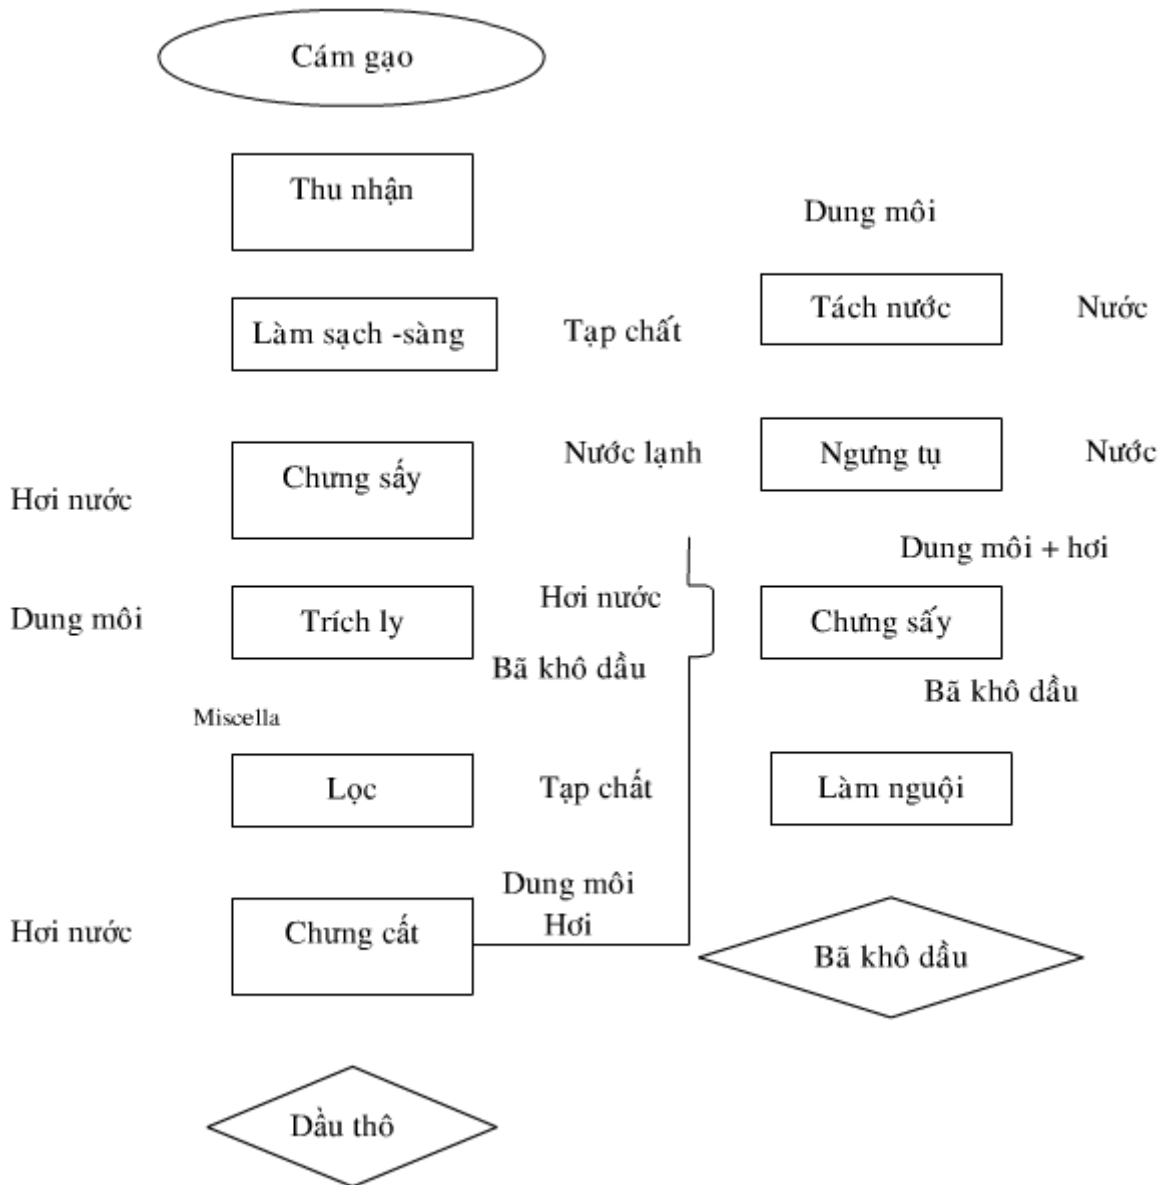 Cám gạo
Thu nhận
Dung môi
Tách nước
Nước
Làm sạch -sàng
Tạp chất
Nước lạnh
Ngưng tụ
Nước
Chưng sấy
Hơi nước
Dung môi + hơi
Hơi nước
Dung môi
Trích ly
Chưng sấy
Bã khô dầu
Bã khô dầu
Miscella
Lọc
Tạp chất
Làm nguội
Dung môi
Hơi
Hơi nước
Chưng cất
Bã khô dầu
Dầu thô